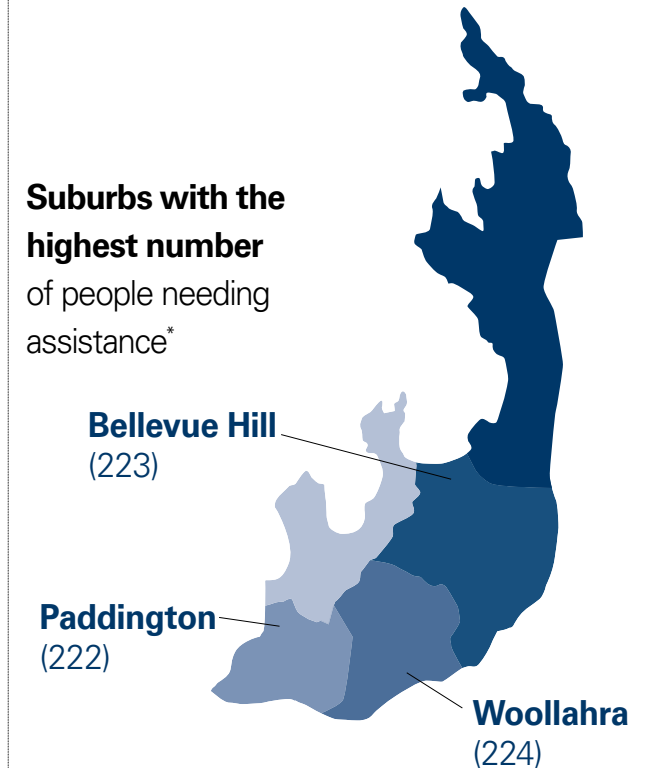 Suburbs with the
highest number
of people needing
assistance*
Bellevue Hill
(223)
Paddington
(222)
Woollahra
(224)